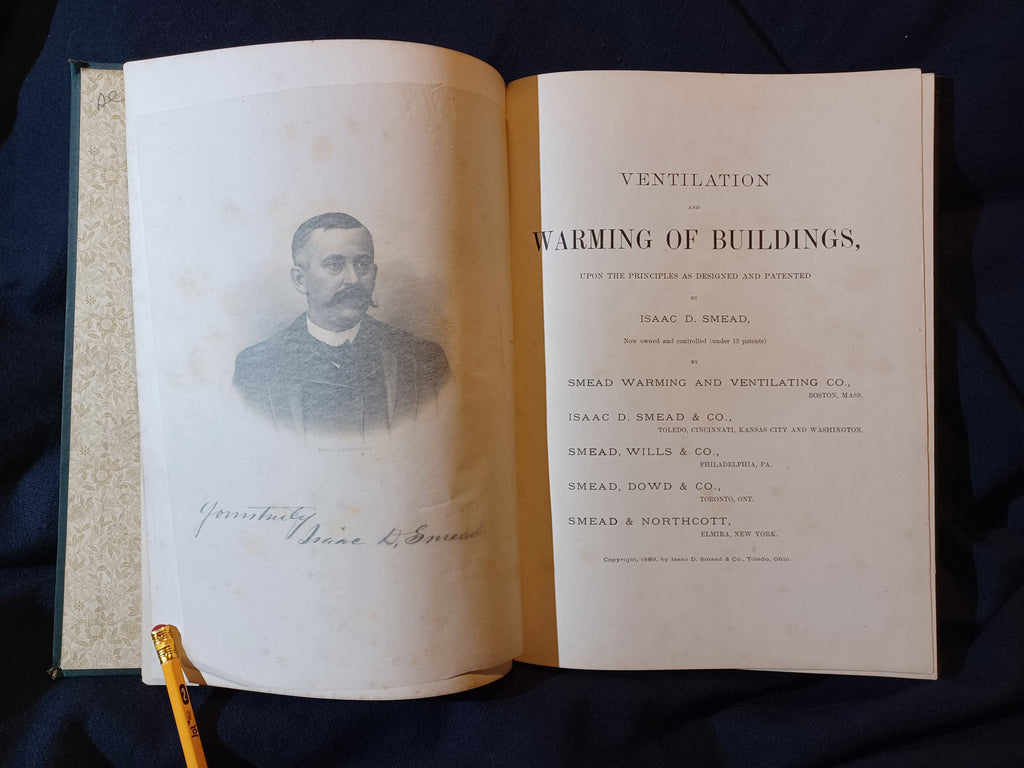 Yours truly
Isaac D. Smead
VENTILATION
AND
WARMING OF BUILDINGS,
UPON THE PRINCIPLES AS DESIGNED AND PATENTED
BY
ISAAC D. SMEAD,
Now owned and controlled (under 13 patents)
BY
SMEAD WARMING AND VENTILATING CO.,
BOSTON, MASS.
ISAAC D. SMEAD & CO.,
TOLEDO, CINCINNATI, KANSAS CITY AND WASHINGTON.
SMEAD, WILLS & CO.,
PHILADELPHIA, PA.
SMEAD, DOWD & CO.,
TORONTO, ONT.
SMEAD & NORTHCOTT,
ELMIRA, NEW YORK.
Copyright, 1889, by Isaac D. Smead & Co., Toledo, Ohio.
2